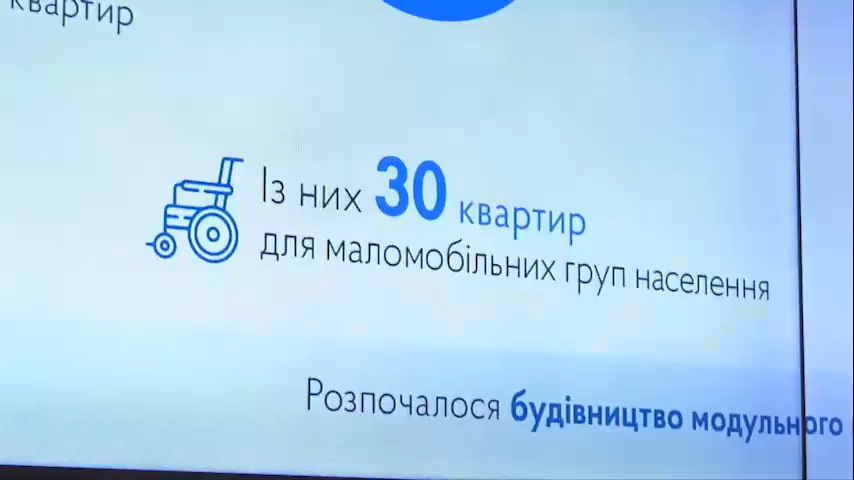 квартир
Із них 30 квартир
для маломобільних груп населення
Розпочалося будівництво модульного